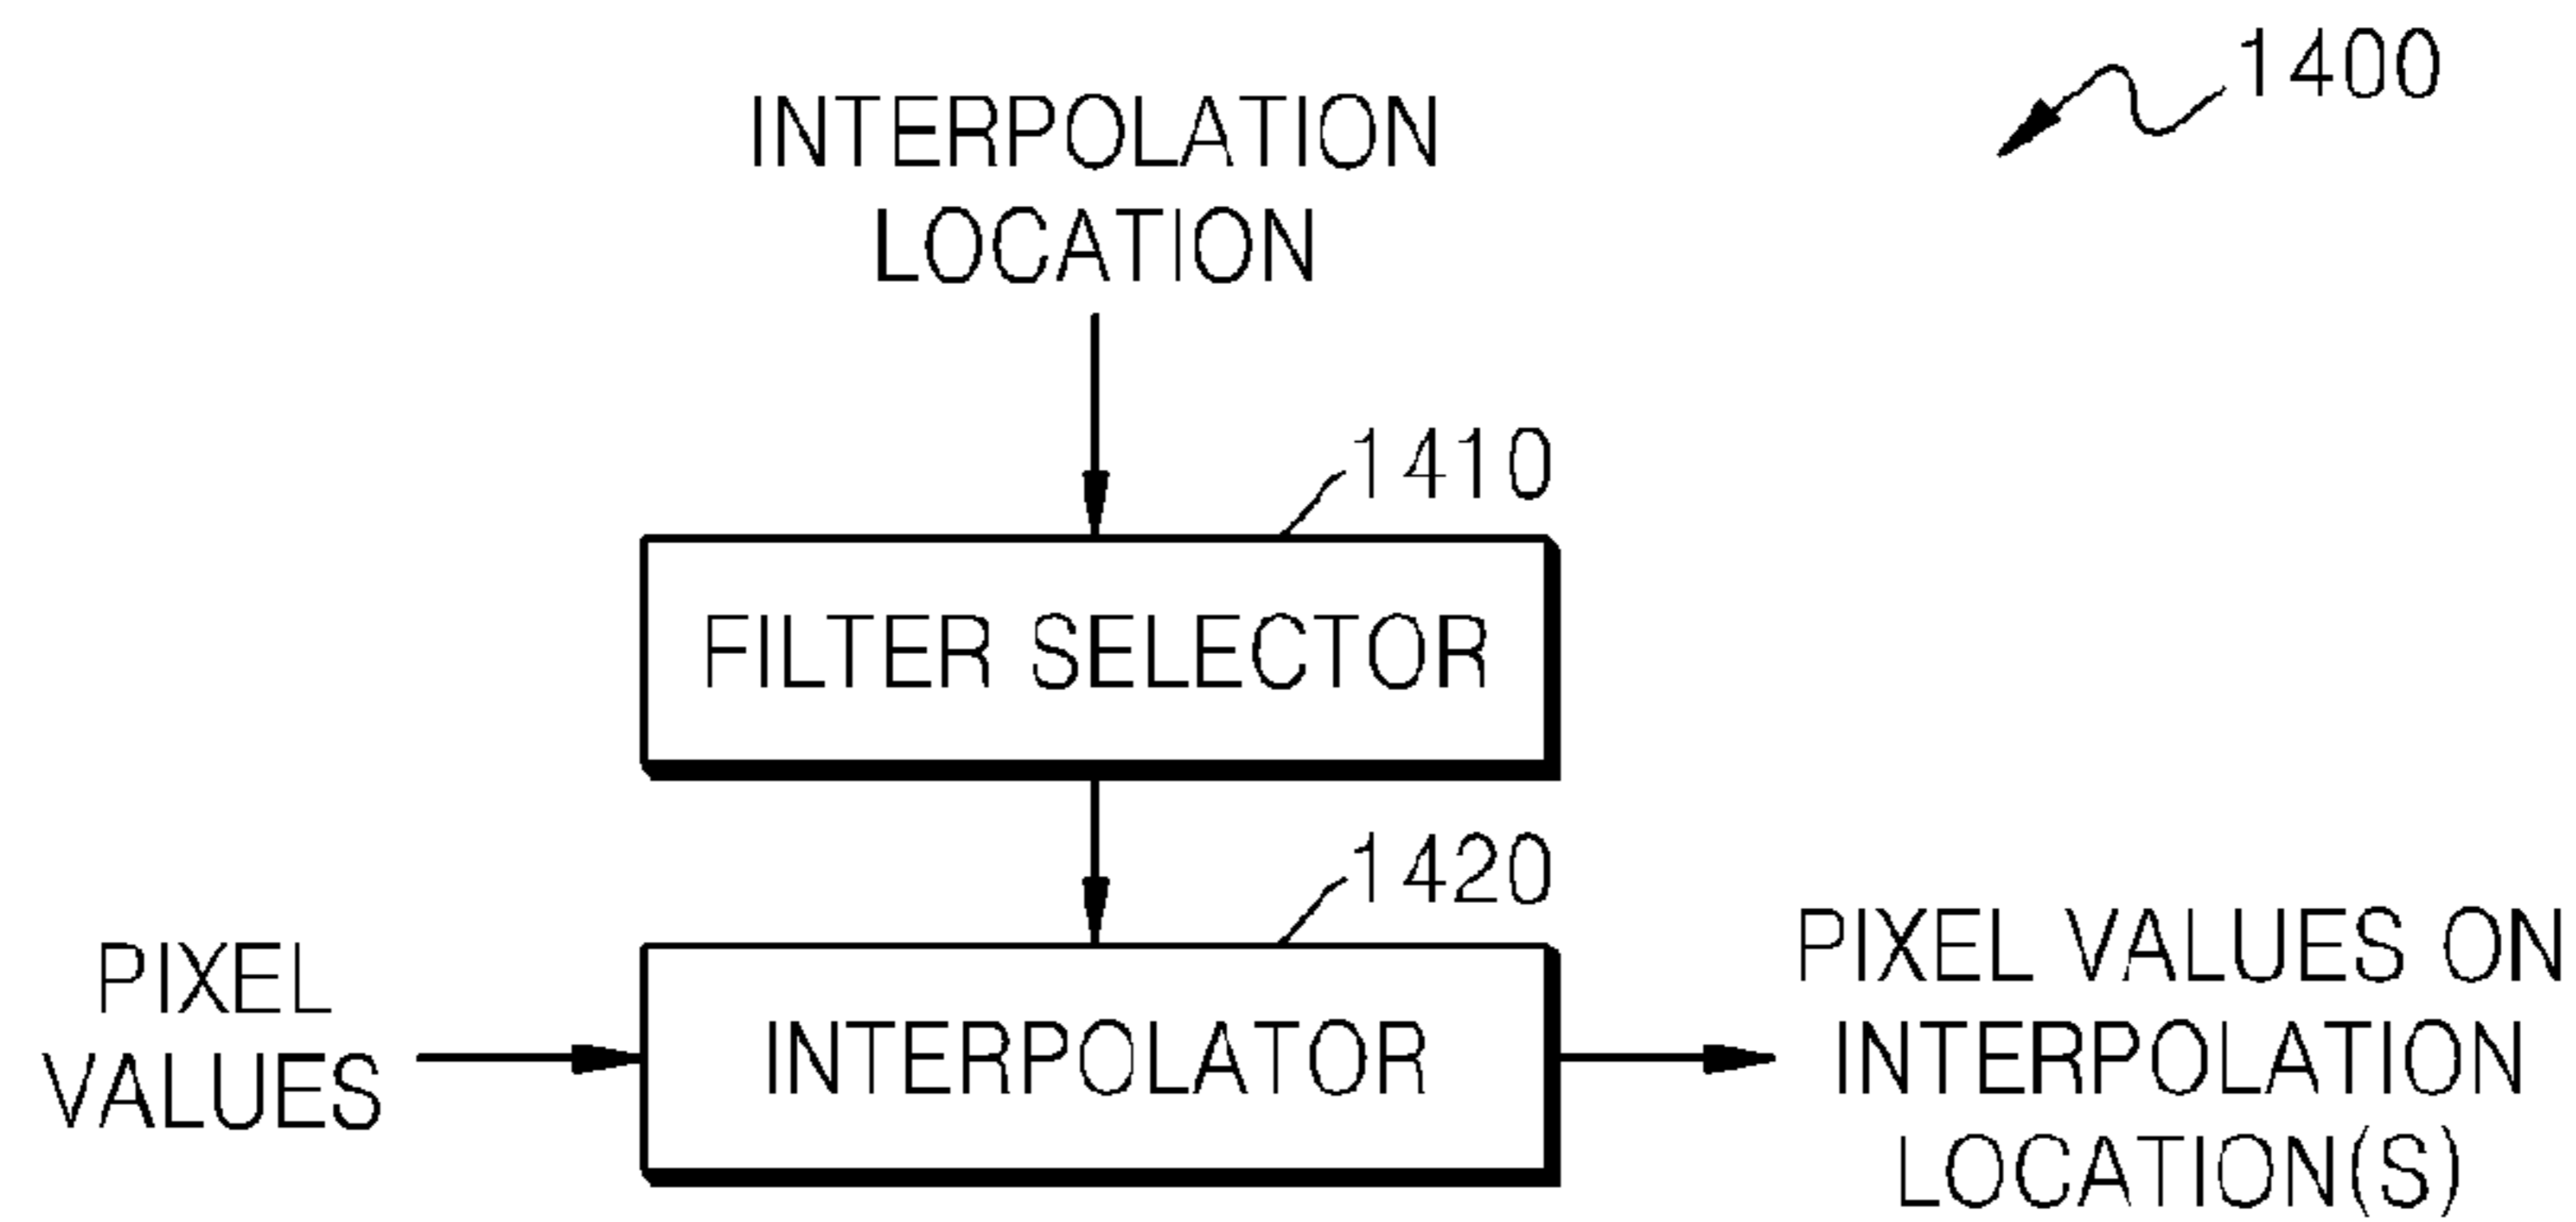 1400
INTERPOLATION
LOCATION
1410
FILTER SELECTOR
1420
PIXEL
VALUES
INTERPOLATOR
PIXEL VALUES ON
INTERPOLATION
LOCATION(S)